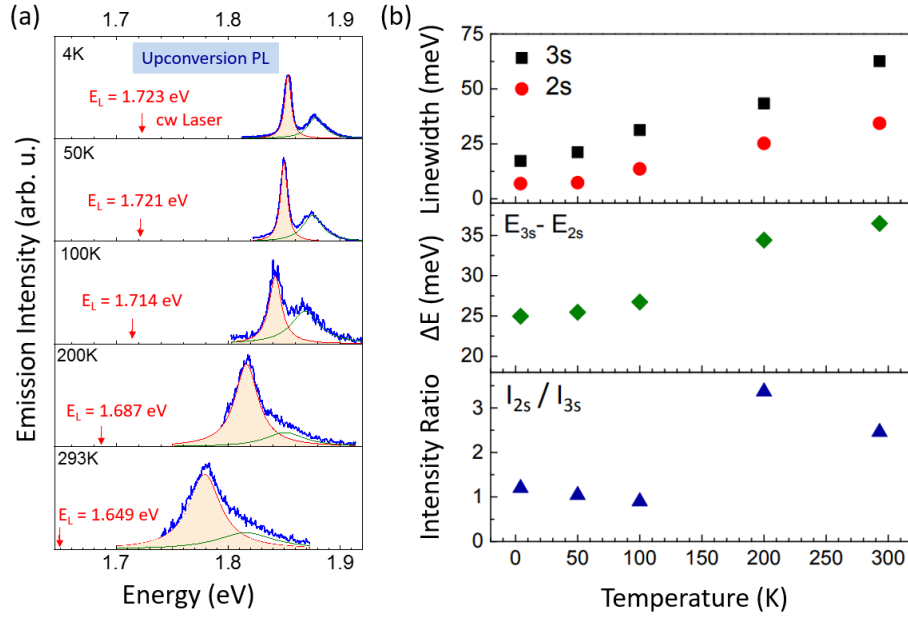 (a)
1.7 1.8 1.9
4K
Upconversion PL
E_L = 1.723 eV
cw Laser
50K
E_L = 1.721 eV
100K
E_L = 1.714 eV
200K
E_L = 1.687 eV
293K
E_L = 1.649 eV
1.7 1.8 1.9
Energy (eV)
Emission Intensity (arb. u.)
(b)
75
50
25
0
Linewidth (meV)
3s
2s
35
30
25
20
ΔE (meV)
E_3s - E_2s
3
2
1
0
Intensity Ratio
I_2s / I_3s
0 50 100 150 200 250 300
Temperature (K)